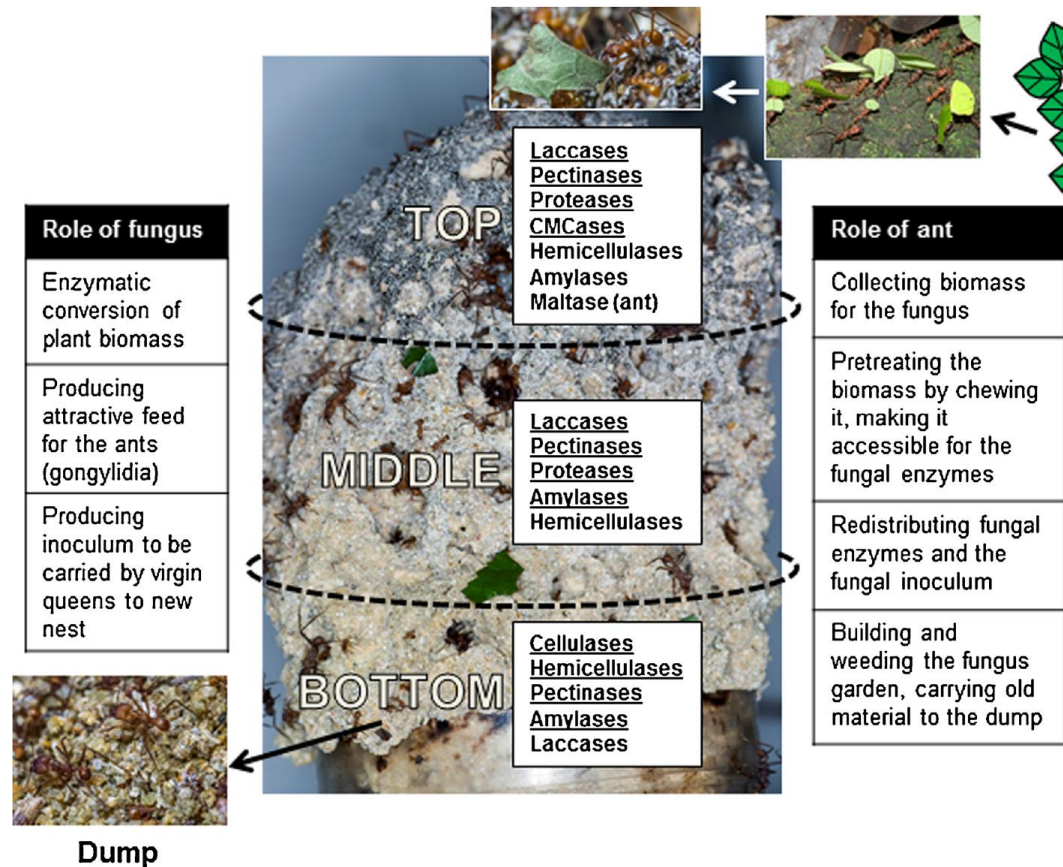 Laccases
Pectinases
Proteases
CMCases
Hemicellulases
Amylases
Maltase (ant)
TOP
Role of fungus
Enzymatic
conversion of
plant biomass
Producing
attractive feed
for the ants
(gongylidia)
Producing
inoculum to be
carried by virgin
queens to new
nest
Role of ant
Collecting biomass
for the fungus
Pretreating the
biomass by chewing
it, making it
accessible for the
fungal enzymes
Redistributing fungal
enzymes and the
fungal inoculum
Building and
weeding the fungus
garden, carrying old
material to the dump
MIDDLE
Laccases
Pectinases
Proteases
Amylases
Hemicellulases
BOTTOM
Cellulases
Hemicellulases
Pectinases
Amylases
Laccases
Dump